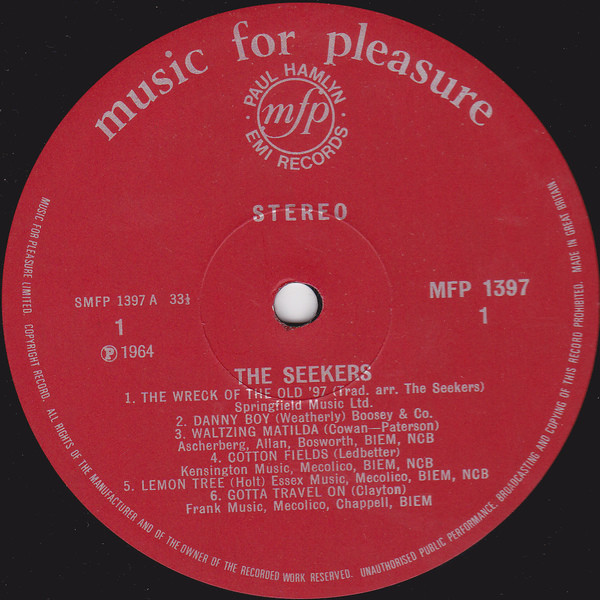 music for pleasure
PAUL HAMLYN
mfp
EMI RECORDS
STEREO
SMFP 1397 A 33⅓
1
Ⓟ 1964
MFP 1397
1
THE SEEKERS
1. THE WRECK OF THE OLD '97 (Trad. arr. The Seekers)
Springfield Music Ltd.
2. DANNY BOY (Weatherly) Boosey & Co.
3. WALTZING MATILDA (Cowan—Paterson)
Ascherberg, Allan, Bosworth, BIEM, NCB
4. COTTON FIELDS (Ledbetter)
Kensington Music, Mecolico, BIEM, NCB
5. LEMON TREE (Holt) Essex Music, Mecolico, BIEM, NCB
6. GOTTA TRAVEL ON (Clayton)
Frank Music, Mecolico, Chappell, BIEM
MUSIC FOR PLEASURE LIMITED. COPYRIGHT RECORD. ALL RIGHTS OF THE MANUFACTURER AND OF THE OWNER OF THE RECORDED WORK RESERVED. UNAUTHORISED PUBLIC PERFORMANCE, BROADCASTING AND COPYING OF THIS RECORD PROHIBITED. MADE IN GREAT BRITAIN.